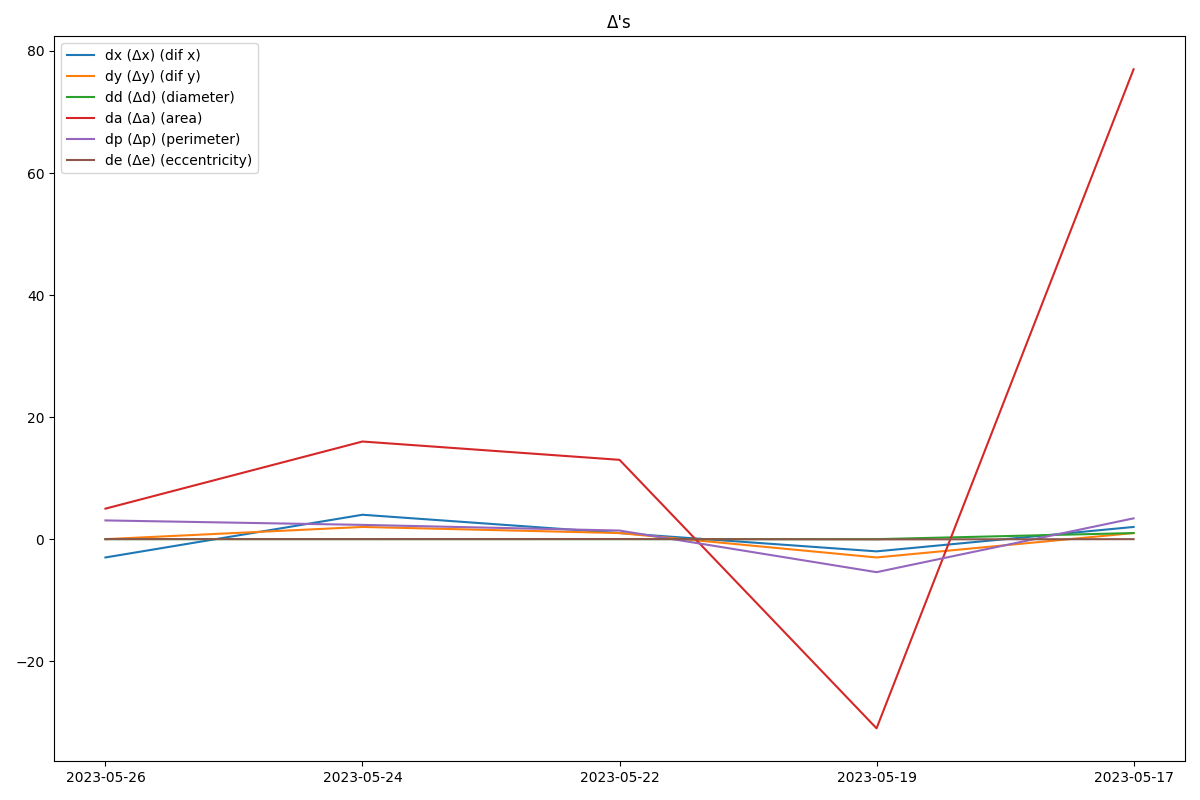 Δ's
dx (Δx) (dif x)
dy (Δy) (dif y)
dd (Δd) (diameter)
da (Δa) (area)
dp (Δp) (perimeter)
de (Δe) (eccentricity)
80
60
40
20
0
−20
2023-05-26 2023-05-24 2023-05-22 2023-05-19 2023-05-17